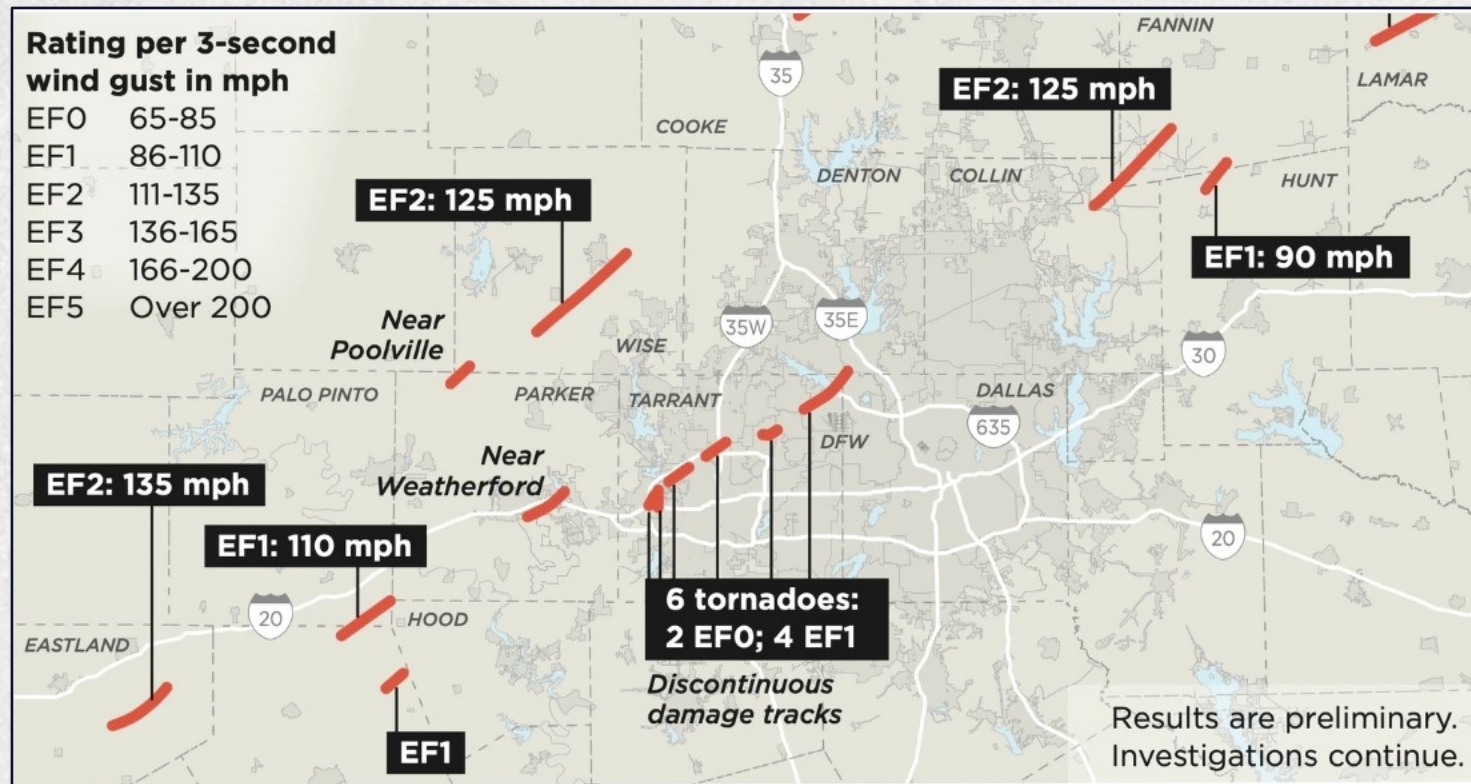 Rating per 3-second
wind gust in mph
EF0 65-85
EF1 86-110
EF2 111-135
EF3 136-165
EF4 166-200
EF5 Over 200
35
FANNIN
LAMAR
EF2: 125 mph
COOKE
DENTON
COLLIN
HUNT
EF2: 125 mph
EF1: 90 mph
Near
Poolville
35W
35E
WISE
30
PALO PINTO
PARKER
TARRANT
DALLAS
DFW
635
Near
Weatherford
EF2: 135 mph
EF1: 110 mph
20
20
HOOD
EASTLAND
6 tornadoes:
2 EF0; 4 EF1
Discontinuous
damage tracks
EF1
Results are preliminary.
Investigations continue.